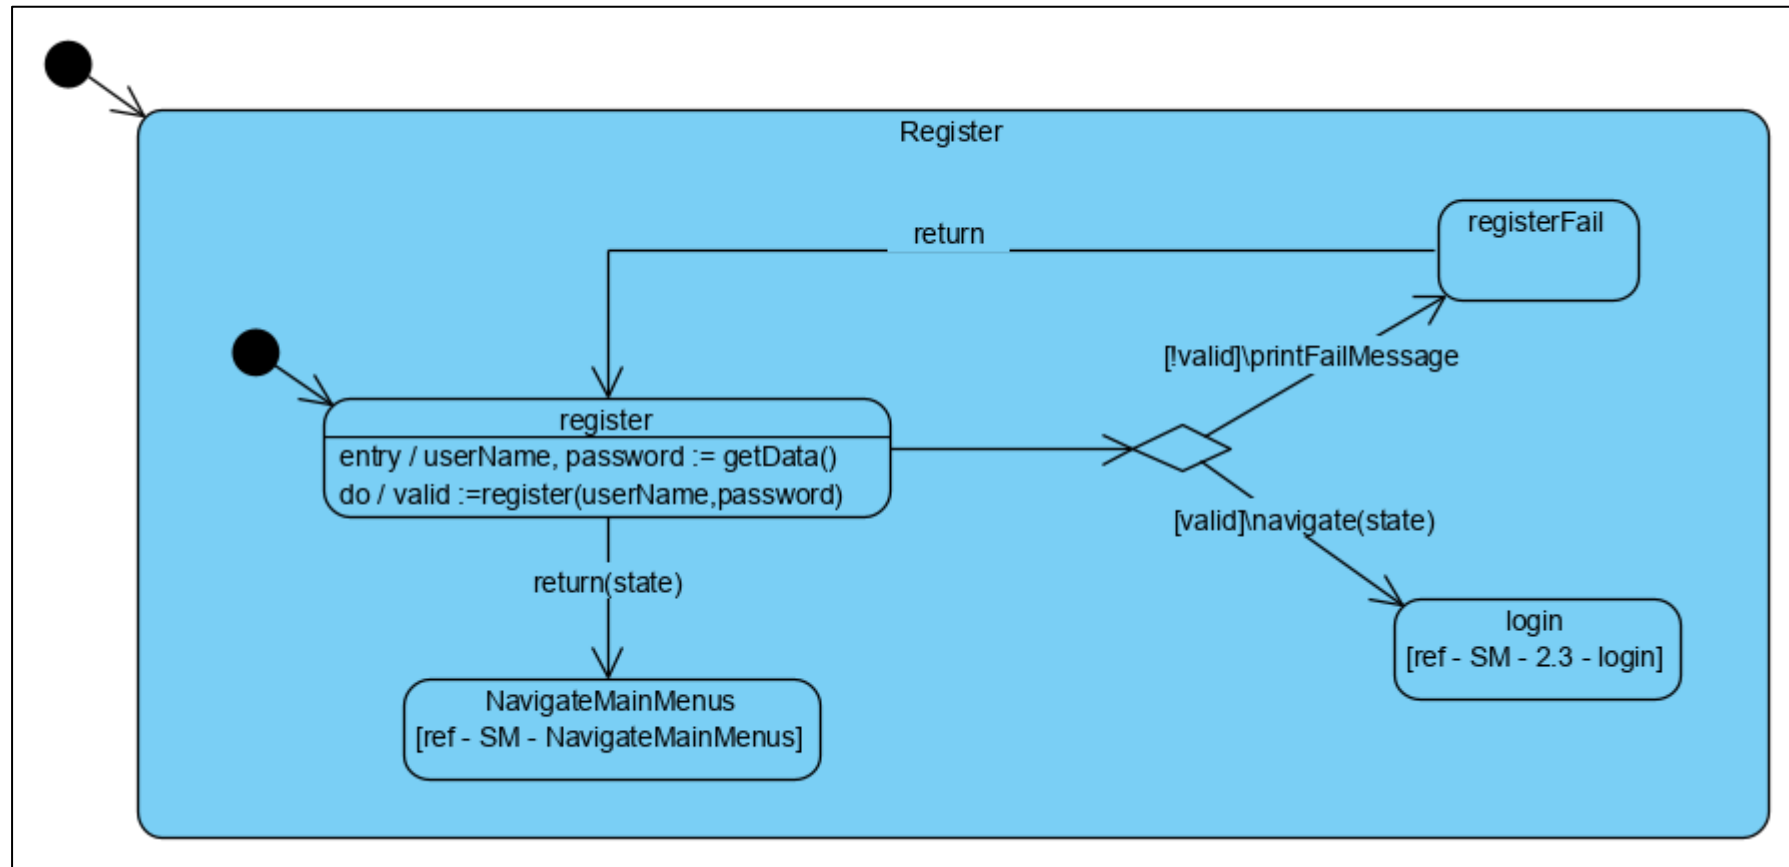 Register
registerFail
return
[!valid]\printFailMessage
register
entry / userName, password := getData()
do / valid :=register(userName,password)
[valid]\navigate(state)
return(state)
login
[ref - SM - 2.3 - login]
NavigateMainMenus
[ref - SM - NavigateMainMenus]